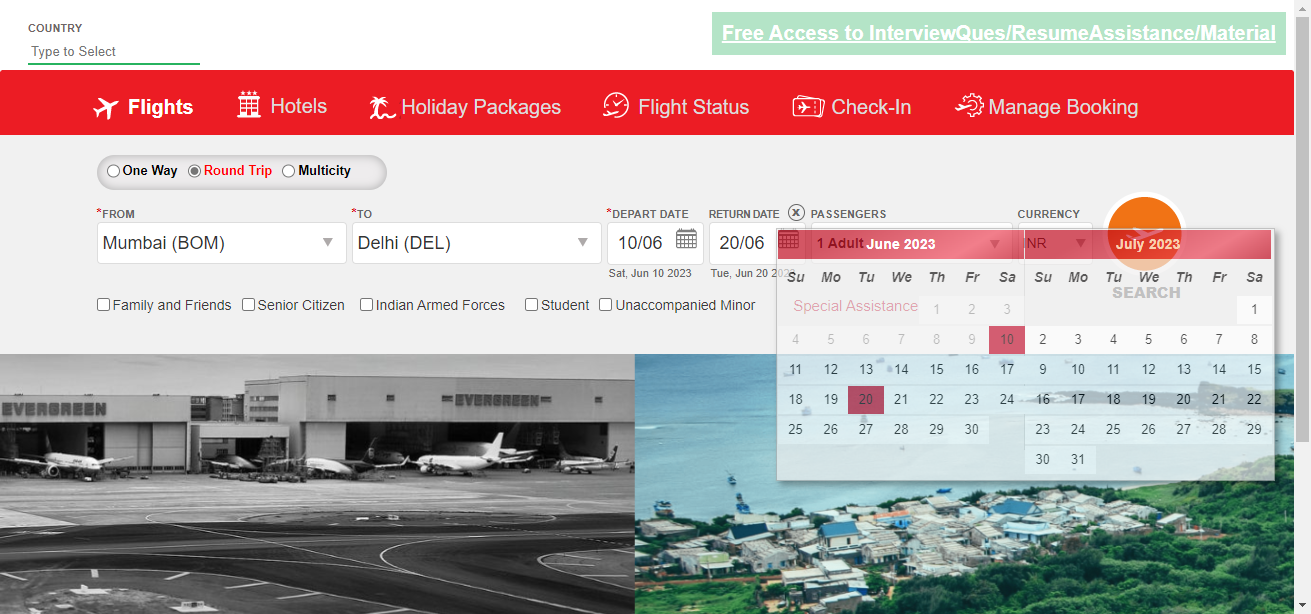 COUNTRY
Type to Select
Free Access to InterviewQues/ResumeAssistance/Material
Flights Hotels Holiday Packages Flight Status Check-In Manage Booking
One Way Round Trip Multicity
*FROM *TO *DEPART DATE RETURN DATE X PASSENGERS CURRENCY
Mumbai (BOM) Delhi (DEL) 10/06 20/06 1 Adult INR
Sat, Jun 10 2023 Tue, Jun 20 2023
SEARCH
Family and Friends Senior Citizen Indian Armed Forces Student Unaccompanied Minor
Special Assistance
June 2023 July 2023
Su Mo Tu We Th Fr Sa Su Mo Tu We Th Fr Sa
1 2 3 1
4 5 6 7 8 9 10 2 3 4 5 6 7 8
11 12 13 14 15 16 17 9 10 11 12 13 14 15
18 19 20 21 22 23 24 16 17 18 19 20 21 22
25 26 27 28 29 30 23 24 25 26 27 28 29
30 31
EVERGREEN
EVERGREEN